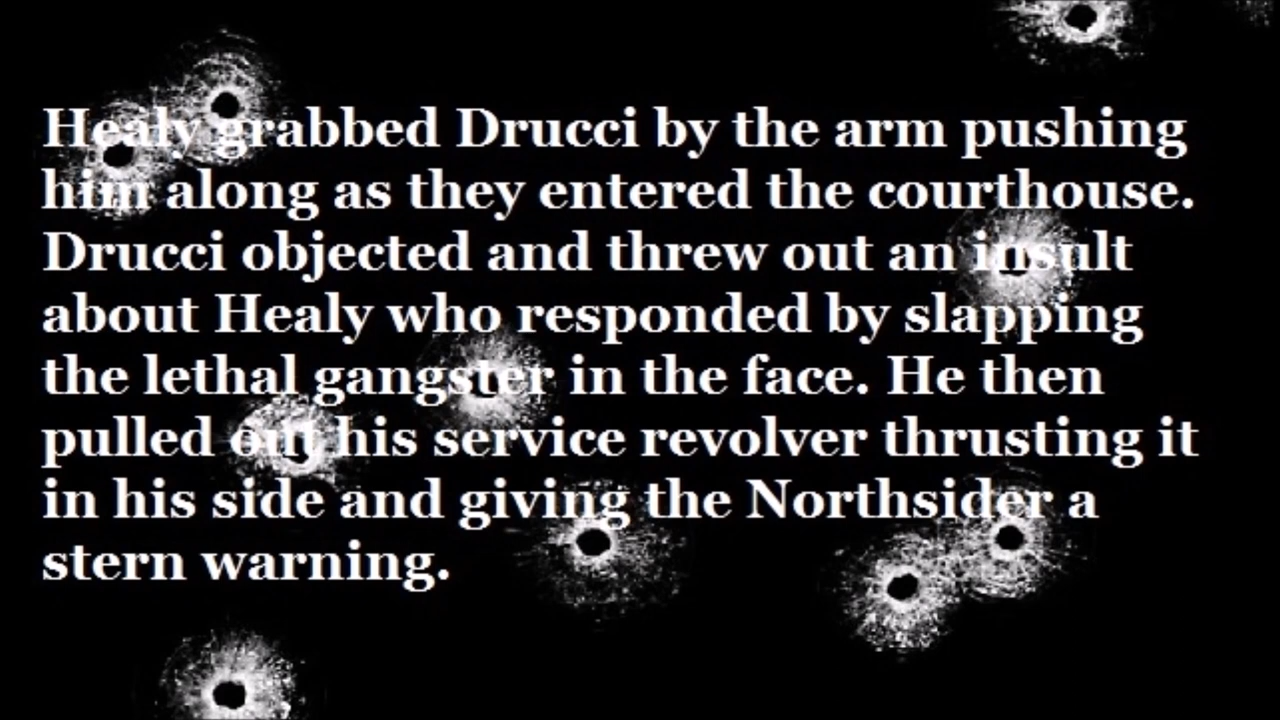 Healy grabbed Drucci by the arm pushing
him along as they entered the courthouse.
Drucci objected and threw out an insult
about Healy who responded by slapping
the lethal gangster in the face. He then
pulled out his service revolver thrusting it
in his side and giving the Northsider a
stern warning.